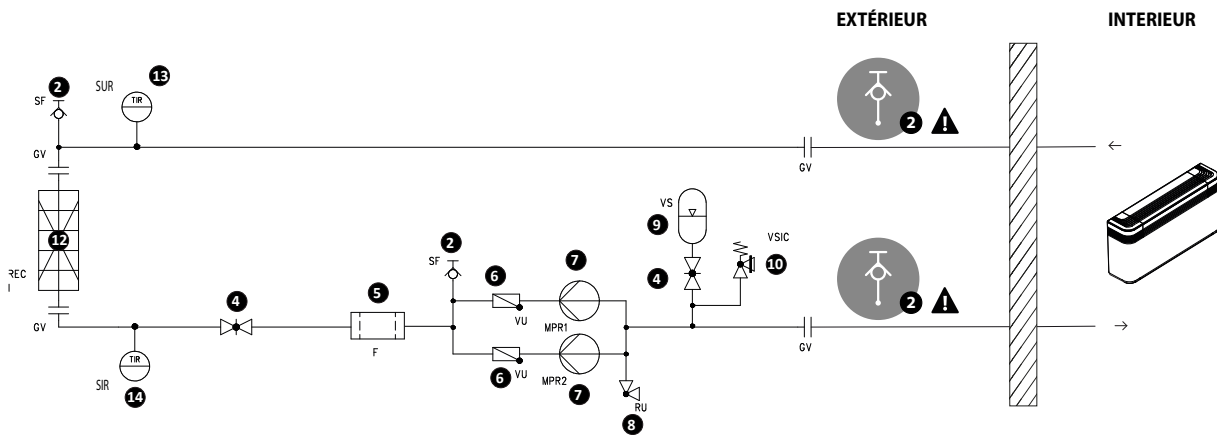 EXTÉRIEUR
INTERIEUR
13
2
SUR
TIR
SF
2
GV
GV
VS
9
VSIC
12
2
7
10
SF
6
4
REC
I
4
5
2
VU
MPR1
GV
F
GV
TIR
VU
MPR2
SIR
6
7
14
RU
8